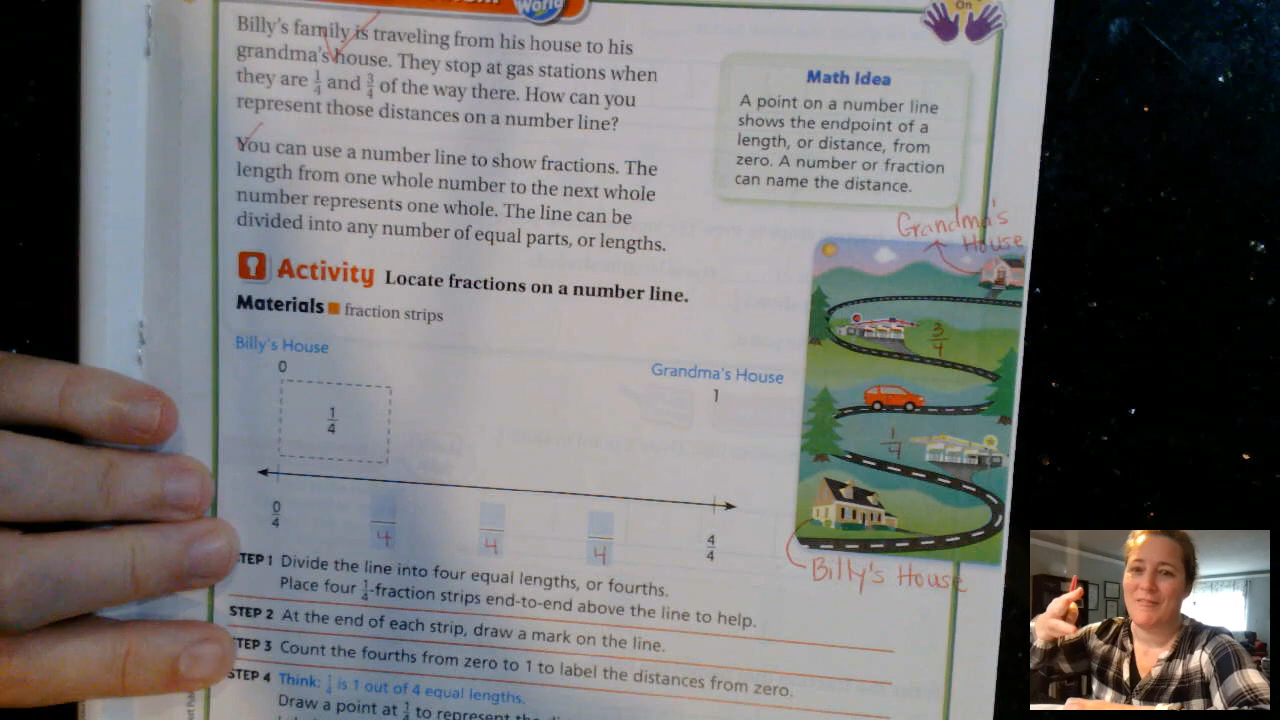 World
On
Billy's family is traveling from his house to his
grandma's house. They stop at gas stations when
they are 1/4 and 3/4 of the way there. How can you
represent those distances on a number line?
You can use a number line to show fractions. The
length from one whole number to the next whole
number represents one whole. The line can be
divided into any number of equal parts, or lengths.
Math Idea
A point on a number line
shows the endpoint of a
length, or distance, from
zero. A number or fraction
can name the distance.
Grandma's
House
3/4
1/4
Billy's House
Activity Locate fractions on a number line.
Materials ■ fraction strips
Billy's House
Grandma's House
0
1
1/4
0/4
4
4
4
4/4
STEP 1 Divide the line into four equal lengths, or fourths.
Place four 1/4-fraction strips end-to-end above the line to help.
STEP 2 At the end of each strip, draw a mark on the line.
STEP 3 Count the fourths from zero to 1 to label the distances from zero.
STEP 4 Think: 1/4 is 1 out of 4 equal lengths.
Draw a point at 1/4 to represent the